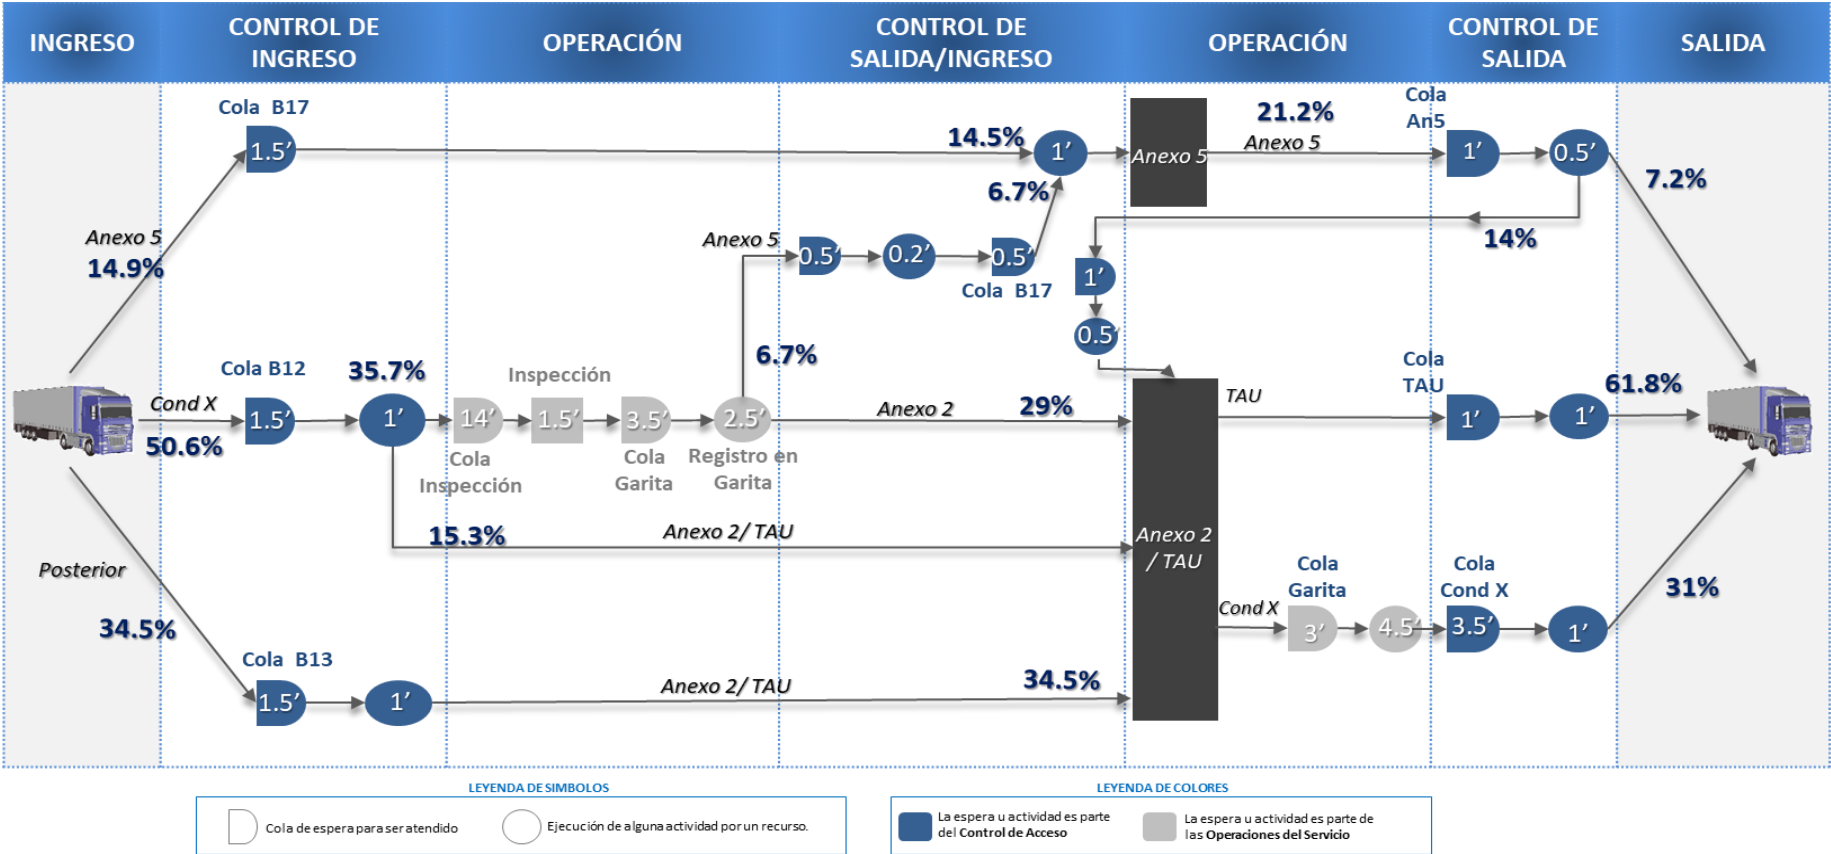 INGRESO
CONTROL DE
INGRESO
OPERACIÓN
CONTROL DE
SALIDA/INGRESO
OPERACIÓN
CONTROL DE
SALIDA
SALIDA
Cola B17
1.5’
14.5%
1’
Anexo 5
21.2%
Anexo 5
Cola
An5
1’
0.5’
7.2%
6.7%
Anexo 5
14.9%
Anexo 5
0.5’
0.2’
0.5’
Cola B17
14%
1’
0.5’
Cola B12
35.7%
Cond X
50.6%
1.5’
1’
14’
Cola
Inspección
Inspección
1.5’
3.5’
Cola
Garita
2.5’
Registro en
Garita
6.7%
Anexo 2
29%
TAU
Cola
TAU
1’
1’
61.8%
15.3%
Anexo 2/ TAU
Anexo 2
/ TAU
Posterior
34.5%
Cola B13
1.5’
1’
Anexo 2/ TAU
34.5%
Cond X
Cola
Garita
3’
4.5’
Cola
Cond X
3.5’
1’
31%
LEYENDA DE SIMBOLOS
Cola de espera para ser atendido
Ejecución de alguna actividad por un recurso.
LEYENDA DE COLORES
La espera u actividad es parte
del Control de Acceso
La espera u actividad es parte de
las Operaciones del Servicio